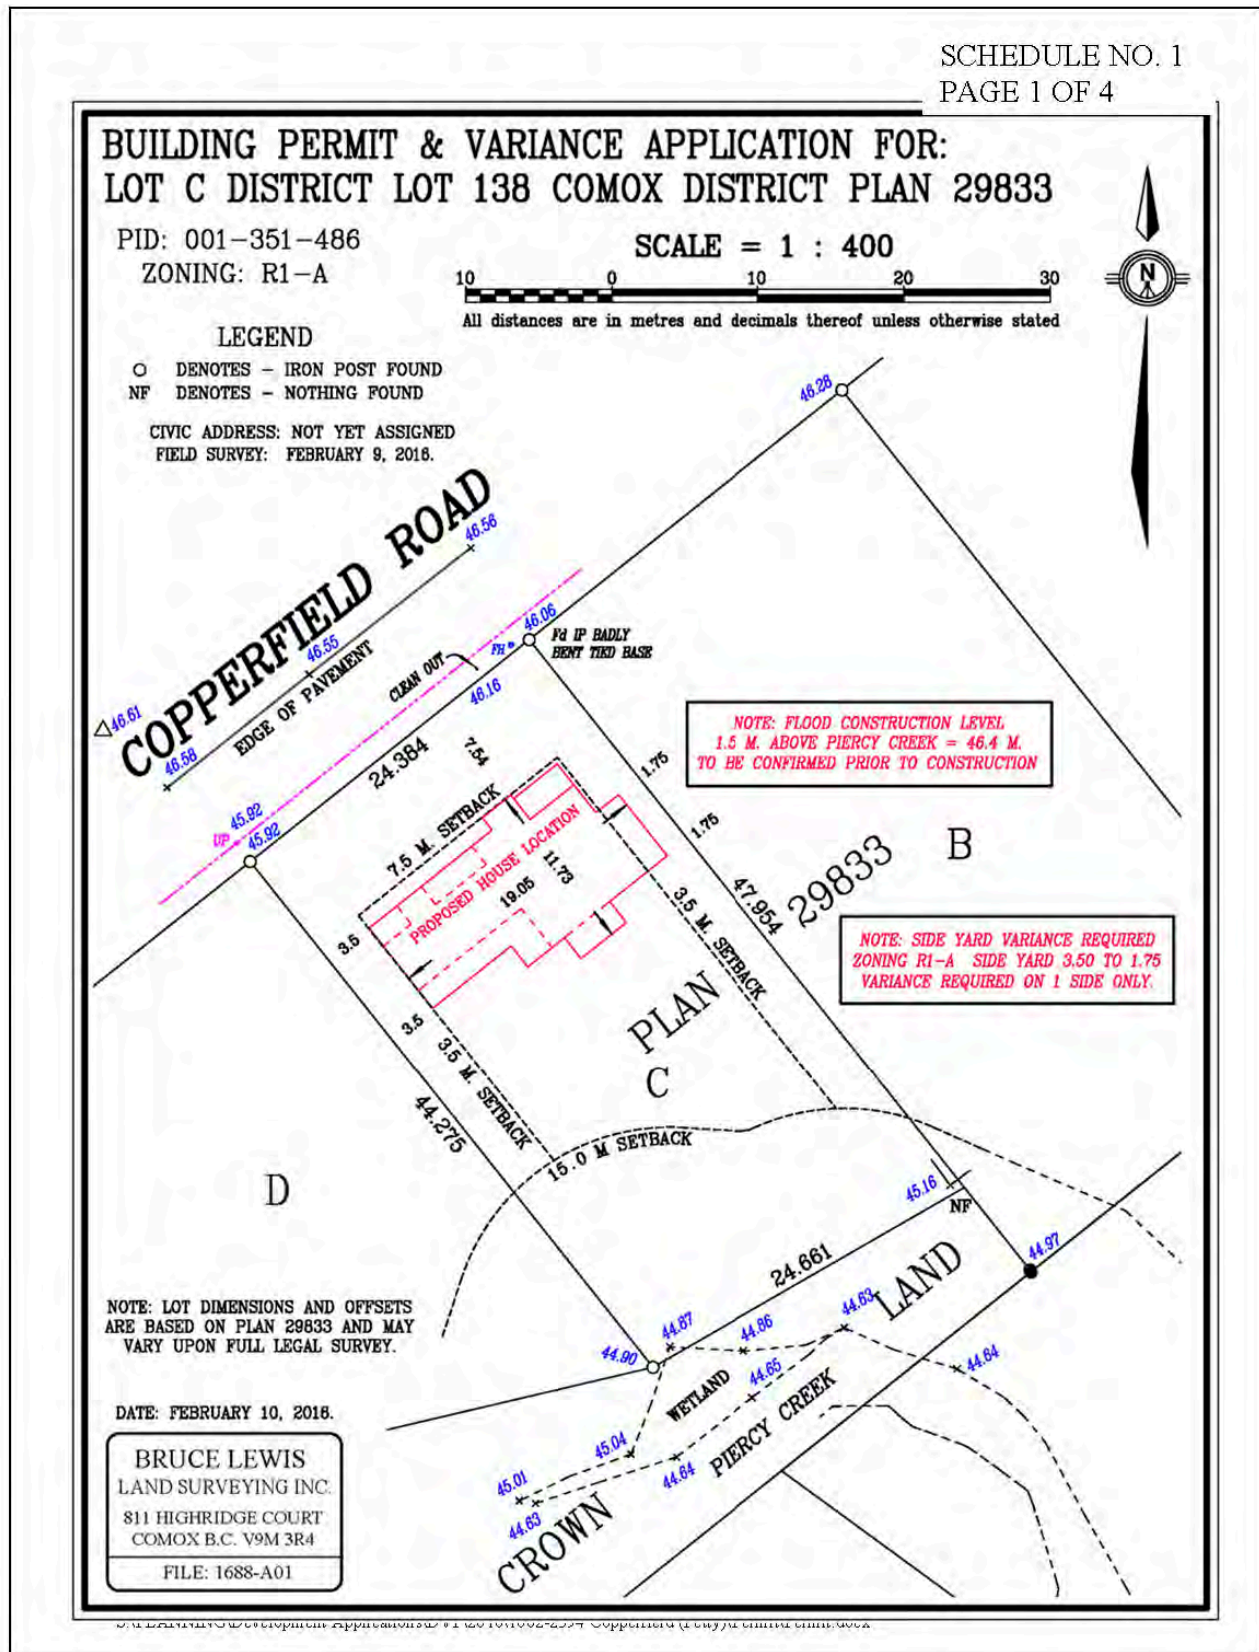 SCHEDULE NO. 1
PAGE 1 OF 4
BUILDING PERMIT & VARIANCE APPLICATION FOR:
LOT C DISTRICT LOT 138 COMOX DISTRICT PLAN 29833
PID: 001-351-486
ZONING: R1-A
SCALE = 1 : 400
10 0 10 20 30
All distances are in metres and decimals thereof unless otherwise stated
N
LEGEND
O DENOTES - IRON POST FOUND
NF DENOTES - NOTHING FOUND
CIVIC ADDRESS: NOT YET ASSIGNED
FIELD SURVEY: FEBRUARY 9, 2016.
46.28
COPPERFIELD ROAD
46.56
46.55
46.58
46.61
EDGE OF PAVEMENT
CLEAN OUT
FH
46.06
Fd IP BADLY
BENT TIED BASE
46.16
24.384
UP
45.92
45.92
7.54
7.5 M. SETBACK
PROPOSED HOUSE LOCATION
19.05
11.73
1.75
1.75
3.5
3.5
NOTE: FLOOD CONSTRUCTION LEVEL
1.5 M. ABOVE PIERCY CREEK = 46.4 M.
TO BE CONFIRMED PRIOR TO CONSTRUCTION
B
47.954
PLAN 29833
3.5 M. SETBACK
NOTE: SIDE YARD VARIANCE REQUIRED
ZONING R1-A SIDE YARD 3.50 TO 1.75
VARIANCE REQUIRED ON 1 SIDE ONLY.
C
3.5 M. SETBACK
44.275
15.0 M SETBACK
D
45.16
NF
44.97
24.661
CROWN LAND
44.90
44.87
44.86
44.63
44.65
44.64
WETLAND
PIERCY CREEK
45.04
45.01
44.63
44.64
NOTE: LOT DIMENSIONS AND OFFSETS
ARE BASED ON PLAN 29833 AND MAY
VARY UPON FULL LEGAL SURVEY.
DATE: FEBRUARY 10, 2016.
BRUCE LEWIS
LAND SURVEYING INC.
811 HIGHRIDGE COURT
COMOX B.C. V9M 3R4
FILE: 1688-A01